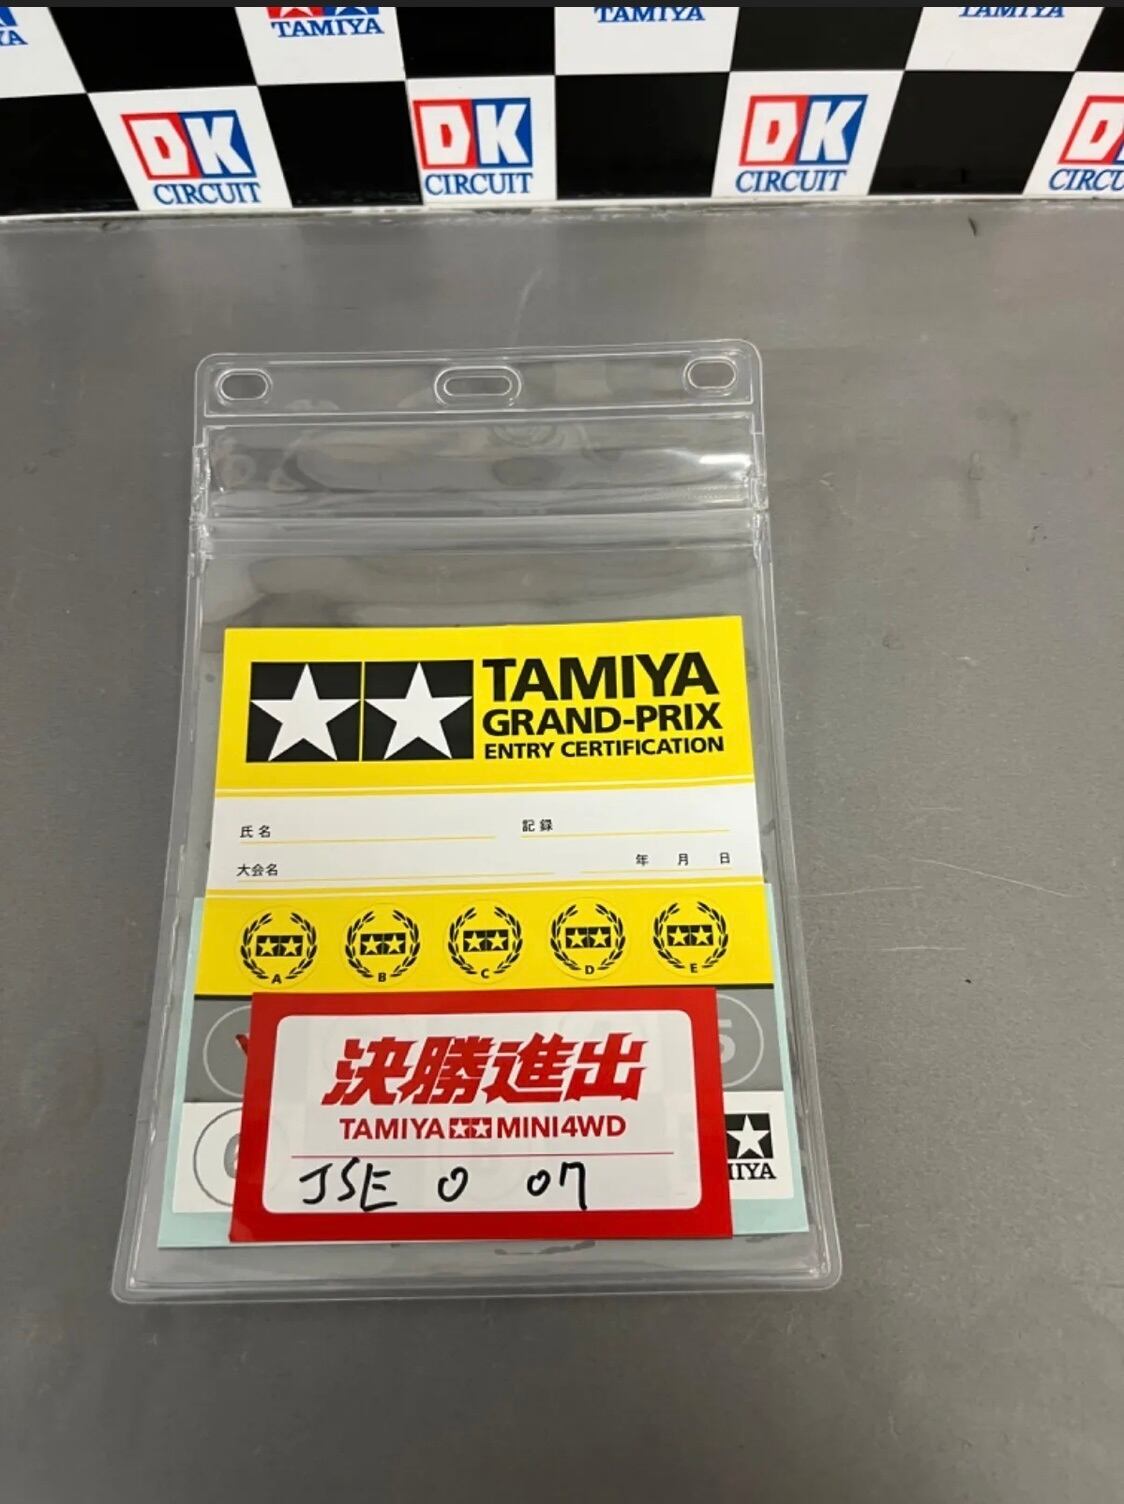 TAMIYA
TAMIYA
TAMIYA
DK
CIRCUIT
DK
CIRCUIT
DK
CIRCUIT
TAMIYA
GRAND-PRIX
ENTRY CERTIFICATION
氏名
記録
大会名
年 月 日
A B C D E
決勝進出
TAMIYA MINI4WD
JSE 0 07